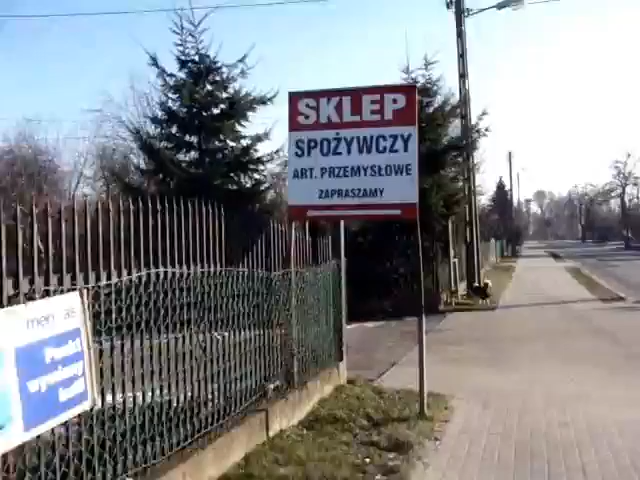 SKLEP
SPOŻYWCZY
ART. PRZEMYSŁOWE
ZAPRASZAMY
Punkt
wymiany
butli